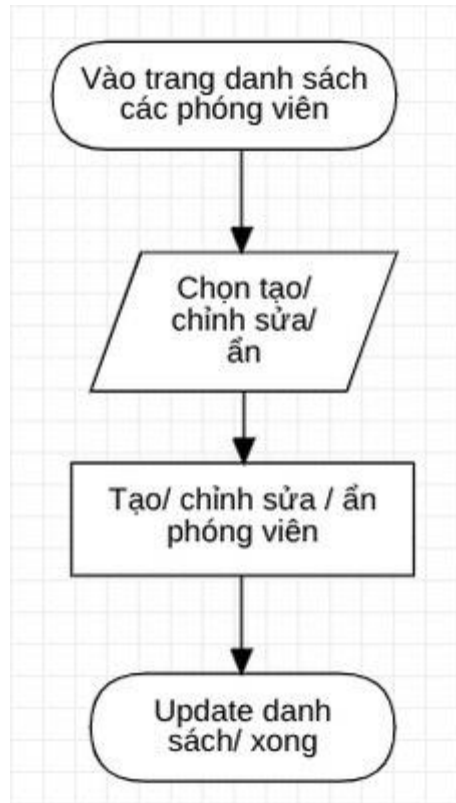 Vào trang danh sách
các phóng viên
Chọn tạo/
chỉnh sửa/
ẩn
Tạo/ chỉnh sửa / ẩn
phóng viên
Update danh
sách/ xong